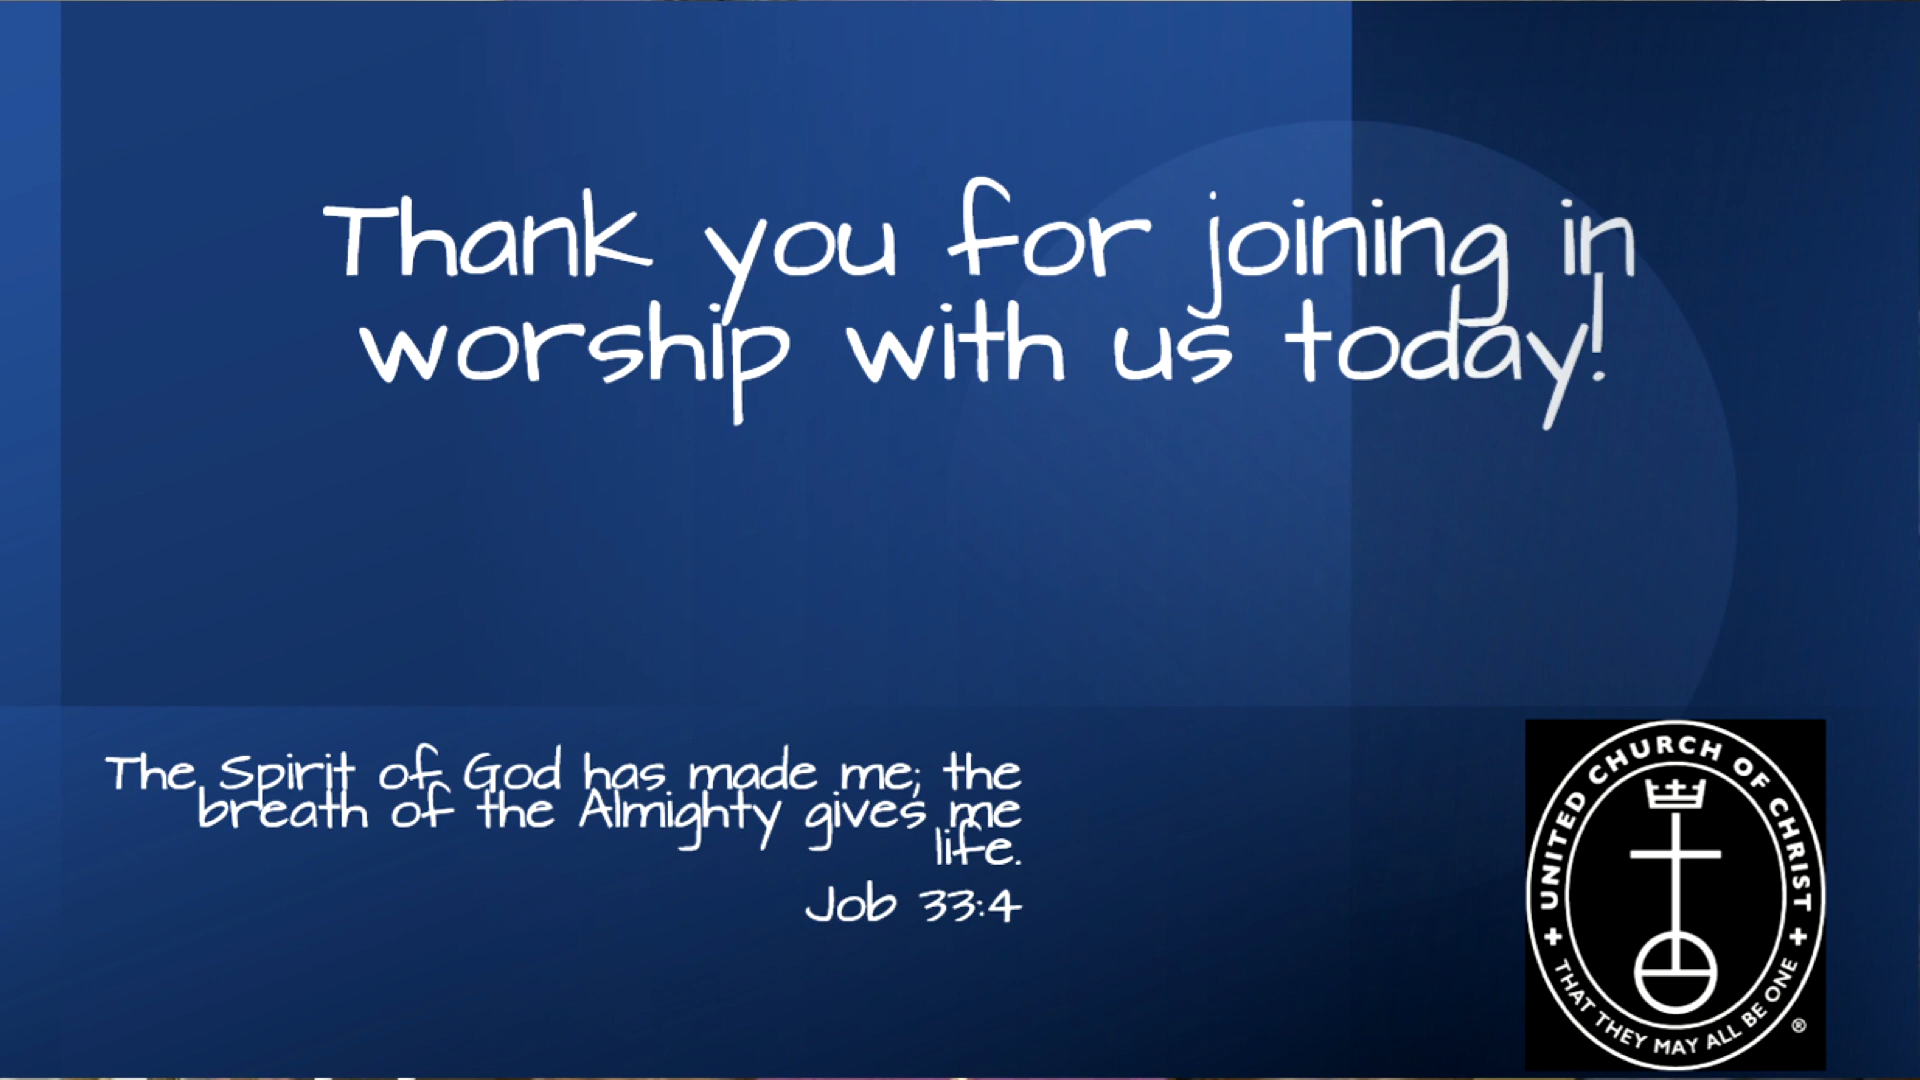 Thank you for joining in
worship with us today!
The Spirit of God has made me; the
breath of the Almighty gives me
life.
Job 33:4
UNITED CHURCH OF CHRIST
THAT THEY MAY ALL BE ONE
®